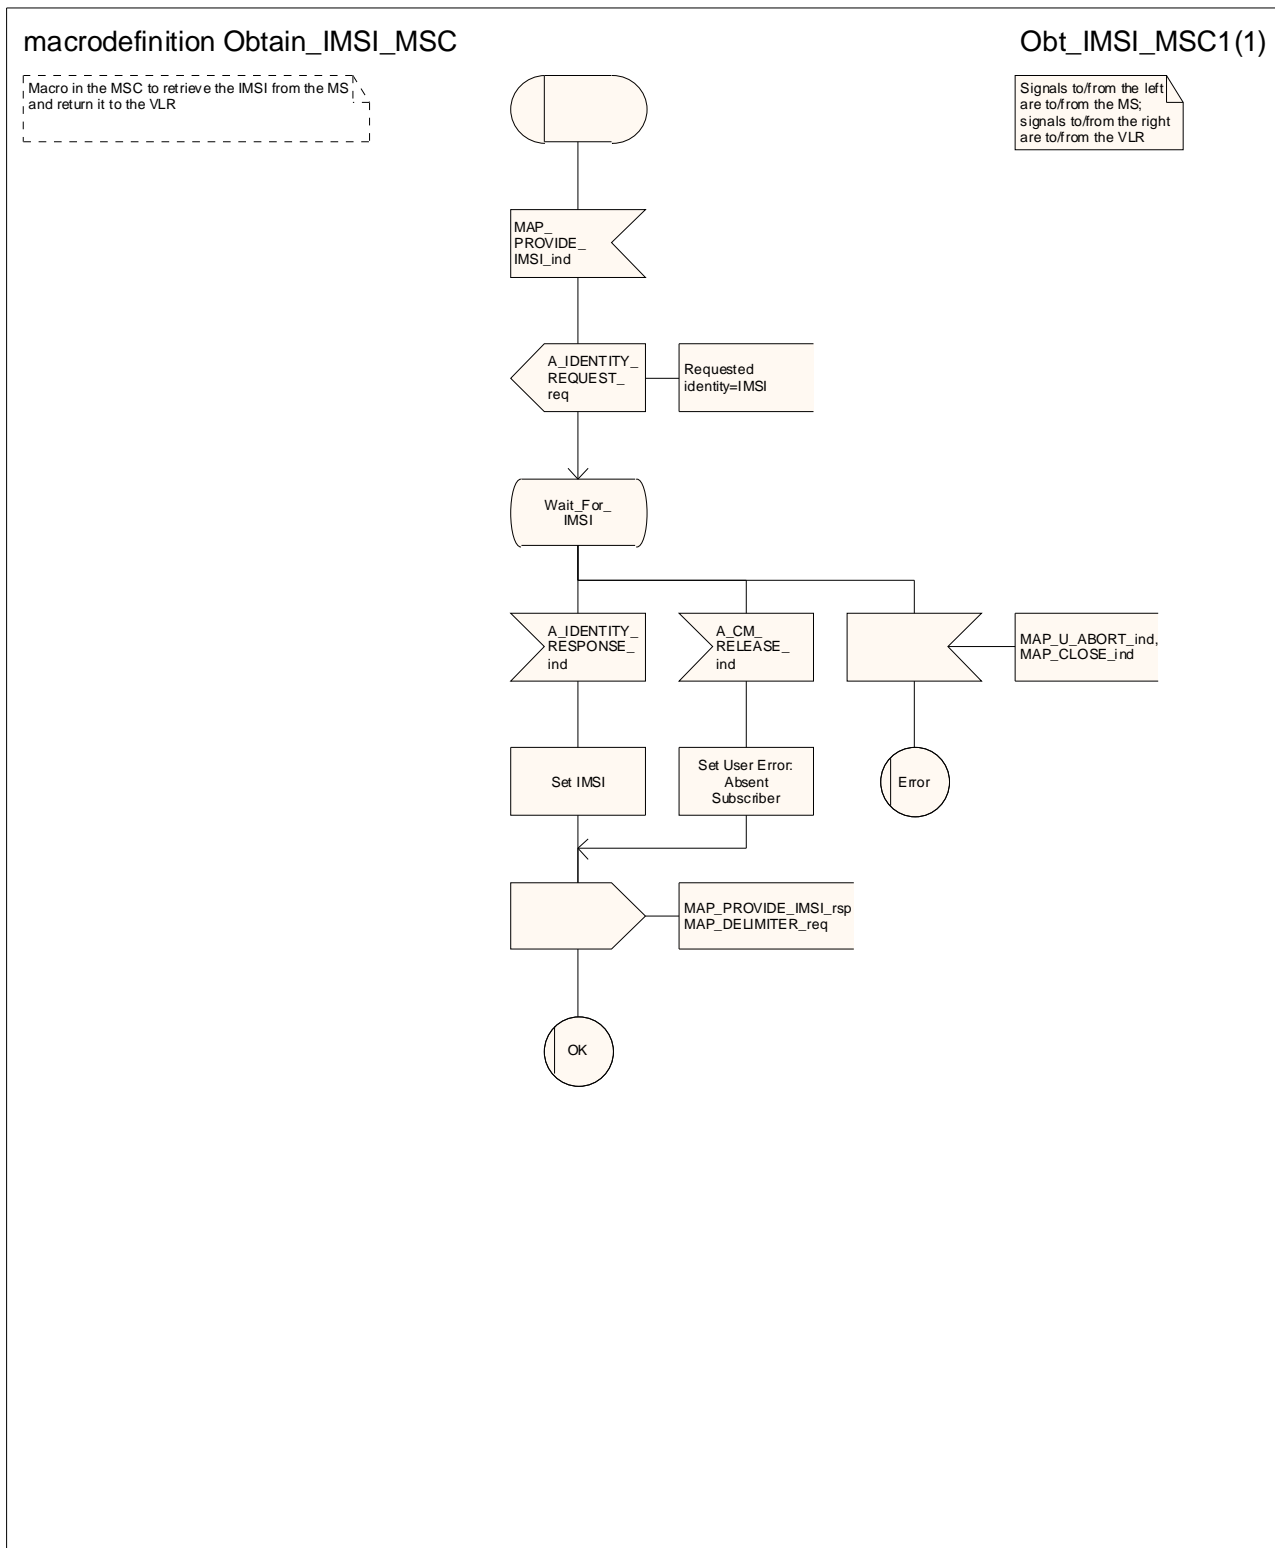 macrodefinition Obtain_IMSI_MSC
Obt_IMSI_MSC1(1)
Macro in the MSC to retrieve the IMSI from the MS
and return it to the VLR
Signals to/from the left
are to/from the MS;
signals to/from the right
are to/from the VLR
MAP_
PROVIDE_
IMSI_ind
A_IDENTITY_
REQUEST_
req
Requested
identity=IMSI
Wait_For_
IMSI
A_IDENTITY_
RESPONSE_
ind
A_CM_
RELEASE_
ind
MAP_U_ABORT_ind,
MAP_CLOSE_ind
Set IMSI
Set User Error:
Absent
Subscriber
Error
MAP_PROVIDE_IMSI_rsp
MAP_DELIMITER_req
OK